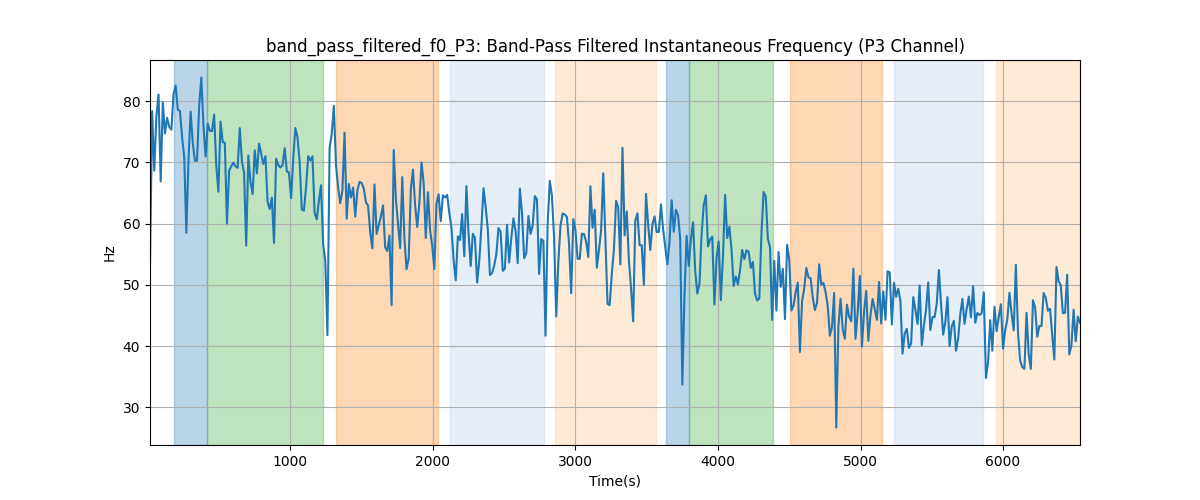 band_pass_filtered_f0_P3: Band-Pass Filtered Instantaneous Frequency (P3 Channel)
80
70
60
50
40
30
Hz
1000 2000 3000 4000 5000 6000
Time(s)